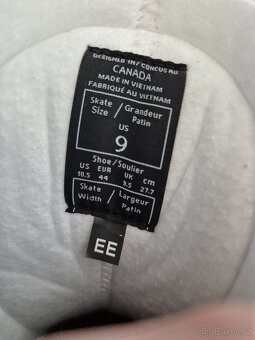 DESIGNED IN / CONCUS AU
CANADA
MADE IN VIETNAM
FABRIQUÉ AU VIETNAM
Skate Size / Grandeur Patin
US
9
Shoe/Soulier
US EUR UK cm
10.5 44 9.5 27.7
Skate Width / Largeur Patin
EE